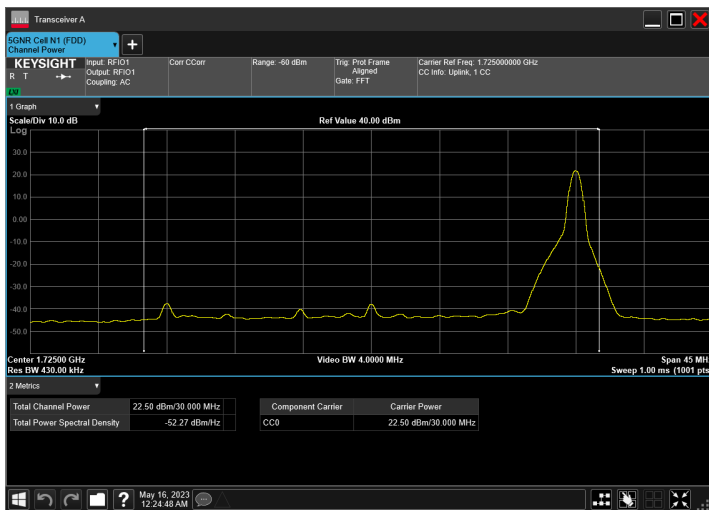 Transceiver A
5GNR Cell N1 (FDD)
Channel Power
KEYSIGHT Input: RFIO1 Corr CCorr Range: -60 dBm Trig: Prot Frame Carrier Ref Freq: 1.725000000 GHz
R T Output: RFIO1 Aligned CC Info: Uplink, 1 CC
Coupling: AC Gate: FFT
LXI
1 Graph
Scale/Div 10.0 dB Ref Value 40.00 dBm
Log
30.0
20.0
10.0
0.00
-10.0
-20.0
-30.0
-40.0
-50.0
Center 1.72500 GHz Video BW 4.0000 MHz Span 45 MH
Res BW 430.00 kHz Sweep 1.00 ms (1001 pts
2 Metrics
Total Channel Power 22.50 dBm/30.000 MHz Component Carrier Carrier Power
Total Power Spectral Density -52.27 dBm/Hz CC0 22.50 dBm/30.000 MHz
? May 16, 2023
12:24:48 AM